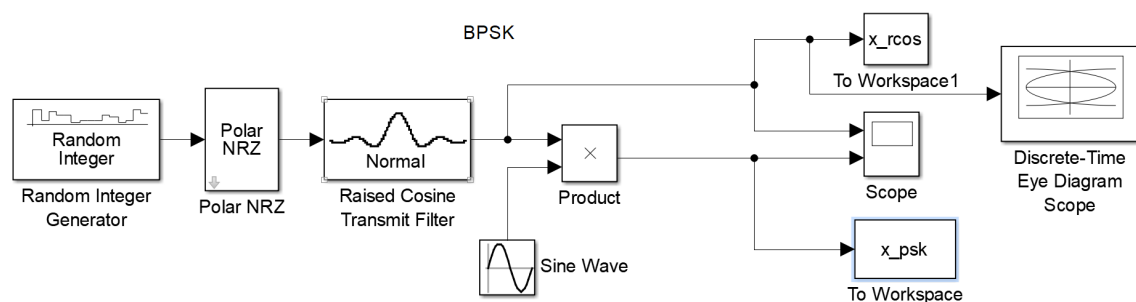 BPSK
Random
Integer
Random Integer
Generator
Polar
NRZ
Polar NRZ
Normal
Raised Cosine
Transmit Filter
Product
Sine Wave
x_rcos
To Workspace1
Scope
x_psk
To Workspace
Discrete-Time
Eye Diagram
Scope